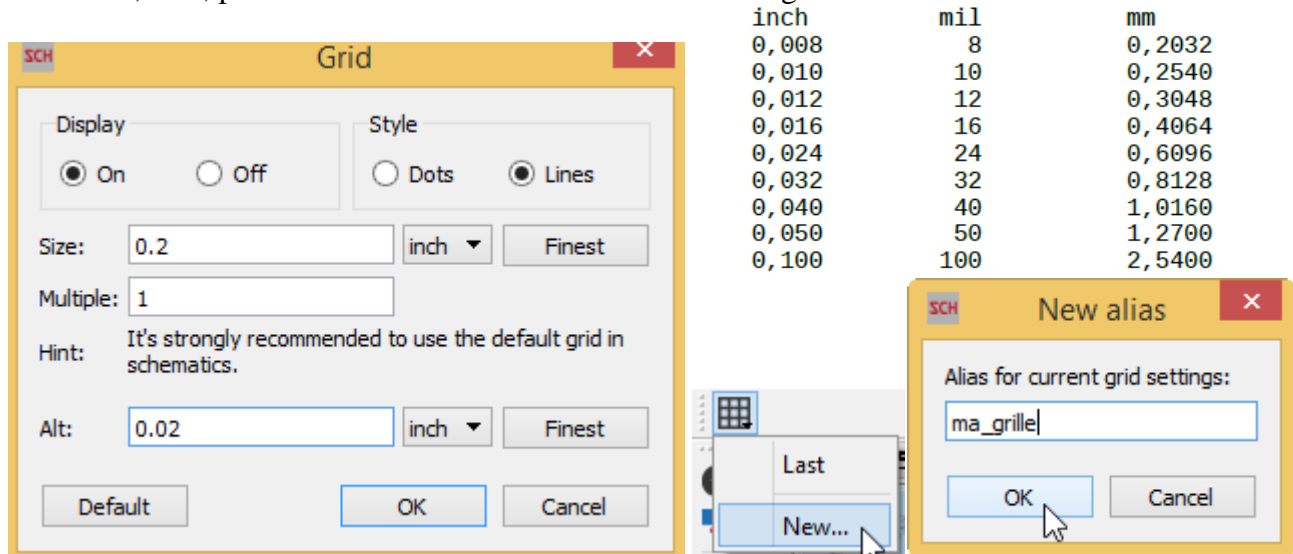 SCH Grid
Display
Style
On Off
Dots Lines
Size: 0.2 inch Finest
Multiple: 1
Hint: It's strongly recommended to use the default grid in
schematics.
Alt: 0.02 inch Finest
Default OK Cancel
inch mil mm
0,008 8 0,2032
0,010 10 0,2540
0,012 12 0,3048
0,016 16 0,4064
0,024 24 0,6096
0,032 32 0,8128
0,040 40 1,0160
0,050 50 1,2700
0,100 100 2,5400
Last
New...
SCH New alias
Alias for current grid settings:
ma_grille
OK Cancel